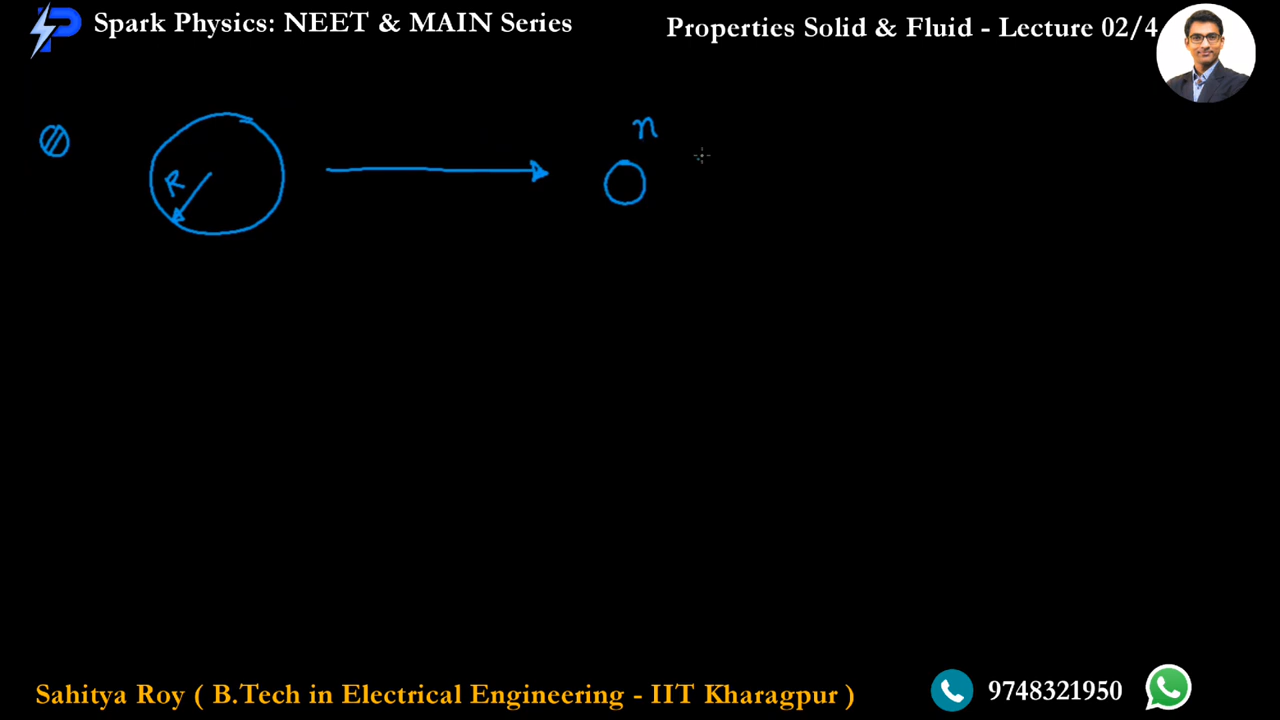 Spark Physics: NEET & MAIN Series
Properties Solid & Fluid - Lecture 02/4
n
R
Sahitya Roy ( B.Tech in Electrical Engineering - IIT Kharagpur )
9748321950